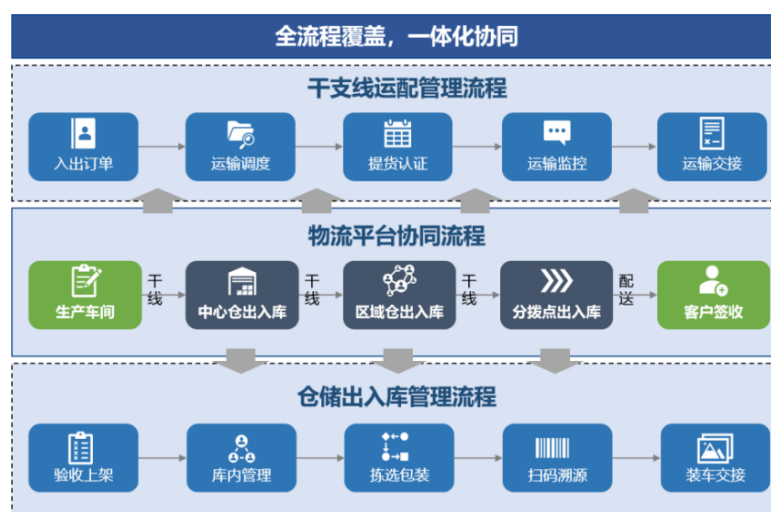 全流程覆盖，一体化协同
干支线运配管理流程
入出订单 运输调度 提货认证 运输监控 运输交接
物流平台协同流程
生产车间 干线 中心仓出入库 干线 区域仓出入库 干线 分拨点出入库 配送 客户签收
仓储出入库管理流程
验收上架 库内管理 拣选包装 扫码溯源 装车交接